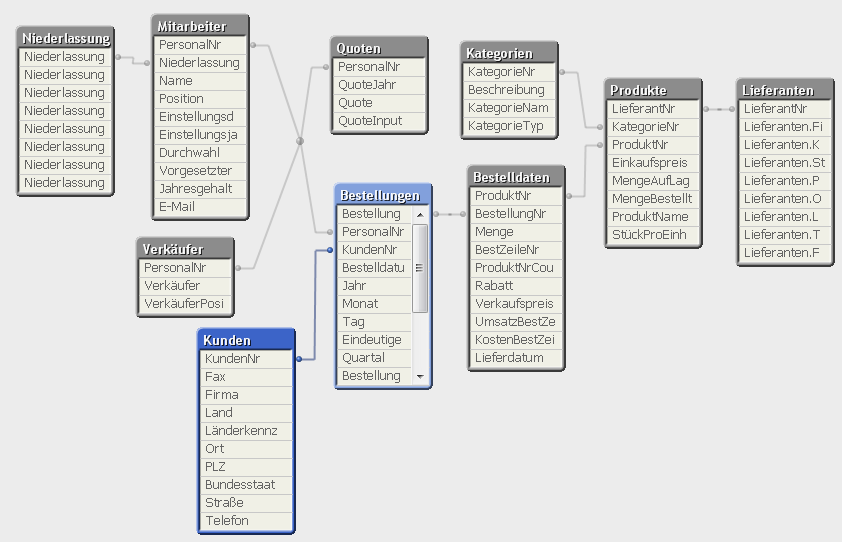 Niederlassung
Niederlassung
Niederlassung
Niederlassung
Niederlassung
Niederlassung
Niederlassung
Niederlassung
Niederlassung
Mitarbeiter
PersonalNr
Niederlassung
Name
Position
Einstellungsd
Einstellungsja
Durchwahl
Vorgesetzter
Jahresgehalt
E-Mail
Quoten
PersonalNr
QuoteJahr
Quote
QuoteInput
Kategorien
KategorieNr
Beschreibung
KategorieNam
KategorieTyp
Produkte
LieferantNr
KategorieNr
ProduktNr
Einkaufspreis
MengeAufLag
MengeBestellt
ProduktName
StückProEinh
Lieferanten
LieferantNr
Lieferanten.Fi
Lieferanten.K
Lieferanten.St
Lieferanten.P
Lieferanten.O
Lieferanten.L
Lieferanten.T
Lieferanten.F
Verkäufer
PersonalNr
Verkäufer
VerkäuferPosi
Bestellungen
Bestellung
PersonalNr
KundenNr
Bestelldatu
Jahr
Monat
Tag
Eindeutige
Quartal
Bestellung
Bestelldaten
ProduktNr
BestellungNr
Menge
BestZeileNr
ProduktNrCou
Rabatt
Verkaufspreis
UmsatzBestZe
KostenBestZei
Lieferdatum
Kunden
KundenNr
Fax
Firma
Land
Länderkennz
Ort
PLZ
Bundesstaat
Straße
Telefon